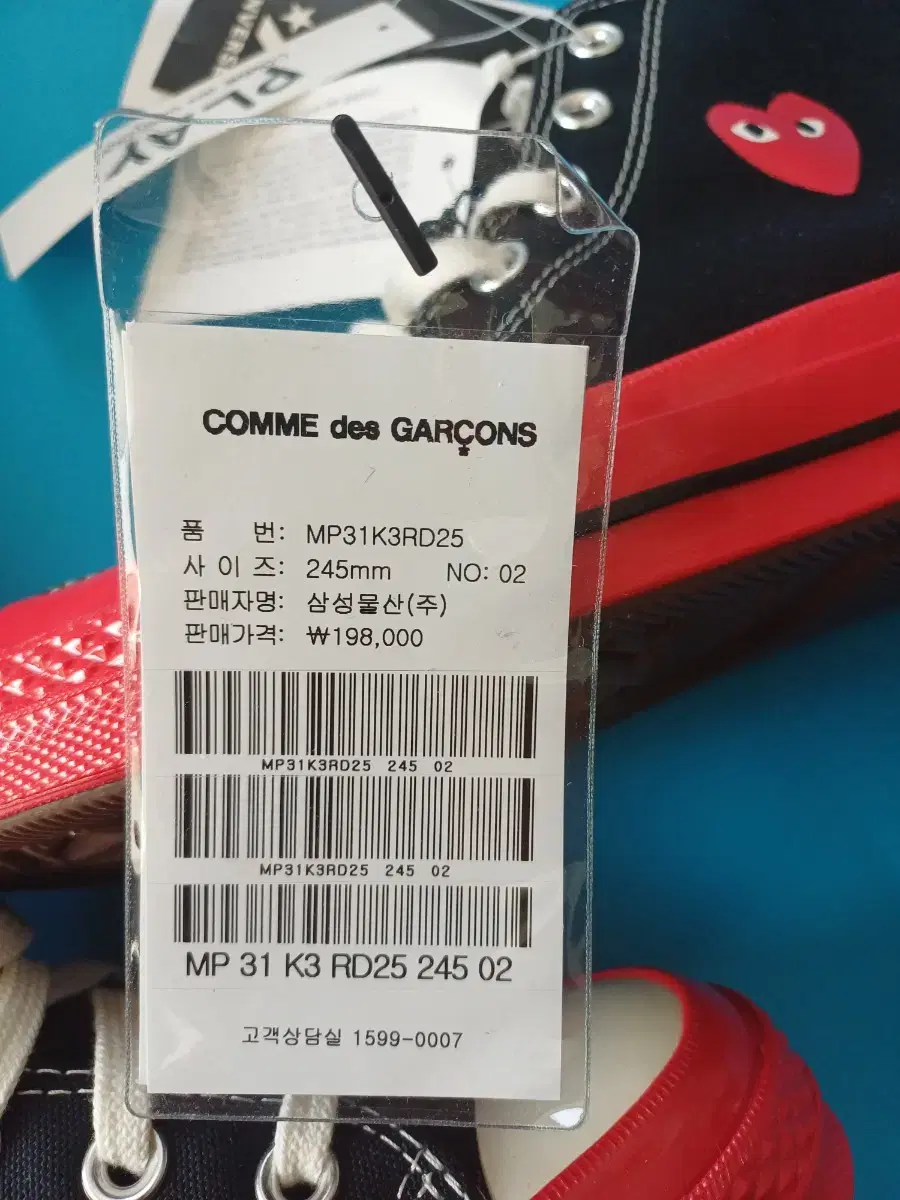 CONVERSE
PLAY
COMME des GARÇONS
품 번: MP31K3RD25
사 이 즈: 245mm NO: 02
판매자명: 삼성물산(주)
판매가격: ₩198,000
MP31K3RD25 245 02
MP31K3RD25 245 02
MP 31 K3 RD25 245 02
고객상담실 1599-0007